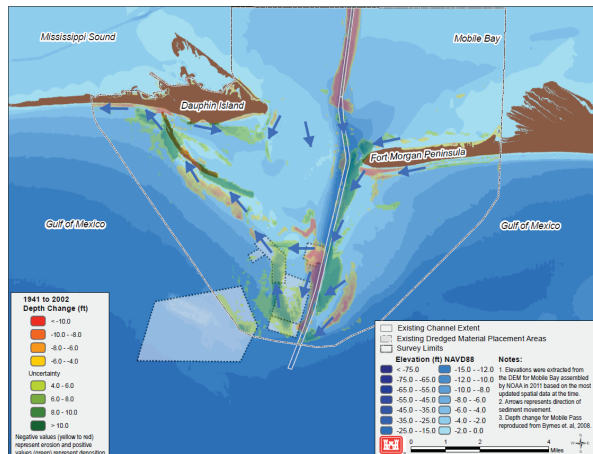 Mississippi Sound
Mobile Bay
Dauphin Island
Fort Morgan Peninsula
Gulf of Mexico
Gulf of Mexico
1941 to 2002
Depth Change (ft)
< -10.0
-10.0 - -8.0
-8.0 - -6.0
-6.0 - -4.0
Uncertainty
4.0 - 6.0
6.0 - 8.0
8.0 - 10.0
> 10.0
Negative values (yellow to red)
represent erosion and positive
values (green) represent deposition
Existing Channel Extent
Existing Dredged Material Placement Areas
Survey Limits
Elevation (ft) NAVD88
< -75.0
-75.0 - -65.0
-65.0 - -55.0
-55.0 - -45.0
-45.0 - -35.0
-35.0 - -25.0
-25.0 - -15.0
-15.0 - -12.0
-12.0 - -10.0
-10.0 - -8.0
-8.0 - -6.0
-6.0 - -4.0
-4.0 - -2.0
-2.0 - 0.0
Notes:
1. Elevations were extracted from
the DEM for Mobile Bay assembled
by NOAA in 2011 based on the most
updated spatial data at the time.
2. Arrows represents direction of
sediment movement.
3. Depth change for Mobile Pass
reproduced from Byrnes et. al, 2008.
0 1 2 4
Miles